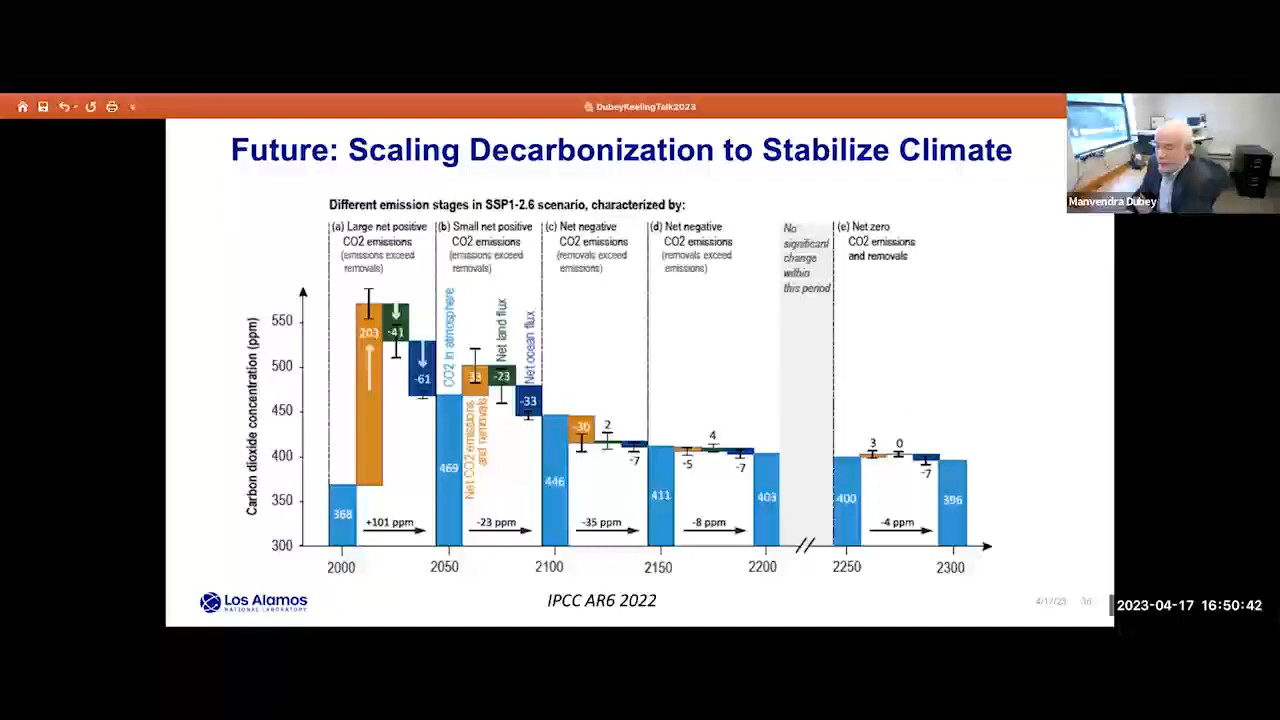 DubeyKeelingTalk2023
Manvendra Dubey
Future: Scaling Decarbonization to Stabilize Climate
Different emission stages in SSP1-2.6 scenario, characterized by:
(a) Large net positive
CO2 emissions
(emissions exceed
removals)
(b) Small net positive
CO2 emissions
(emissions exceed
removals)
(c) Net negative
CO2 emissions
(removals exceed
emissions)
(d) Net negative
CO2 emissions
(removals exceed
emissions)
No
significant
change
within
this period
(e) Net zero
CO2 emissions
and removals
Carbon dioxide concentration (ppm)
550
500
450
400
350
300
368
203
-41
-61
+101 ppm
CO2 in atmosphere
469
Net CO2 emissions
and removals
33
Net land flux
-23
Net ocean flux
-33
-23 ppm
446
-30
2
-7
-35 ppm
411
-5
4
-7
-8 ppm
403
400
3
0
-7
-4 ppm
396
2000
2050
2100
2150
2200
2250
2300
Los Alamos
NATIONAL LABORATORY
IPCC AR6 2022
4/17/23
36
2023-04-17 16:50:42